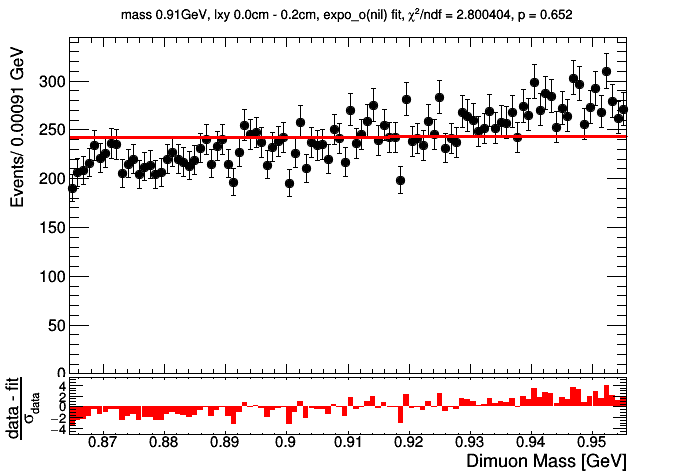 mass 0.91GeV, lxy 0.0cm - 0.2cm, expo_o(nil) fit, χ²/ndf = 2.800404, p = 0.652
Events/ 0.00091 GeV
300
250
200
150
100
50
0
data - fit
σdata
4
2
0
−2
−4
0.87 0.88 0.89 0.9 0.91 0.92 0.93 0.94 0.95
Dimuon Mass [GeV]